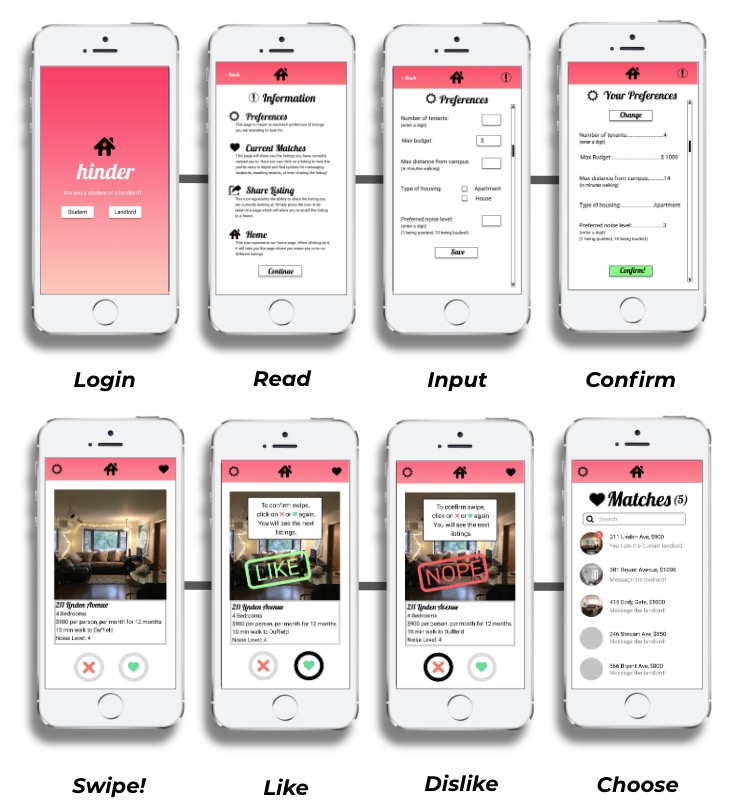 hinder
Are you a student or a landlord?
Student
Landlord
Login
< Back
Information
Preferences
This page is meant to establish preferences of listings
you are intending to look for.
Current Matches
This page will show you the listings you have currently
swiped yes to. Here you can click on a listing to view the
profile more in depth and find options for messaging
landlords, emailing tenants, or even sharing the listing!
Share Listing
This icon represents the ability to share the listing you
are currently looking at. Simply press the icon to be
taken to a page which will allow you to email this listing
to a friend.
Home
This icon represents our home page. When clicking on it,
it will take you the page where you swipe yes or no on
different listings.
Continue
Read
< Back
Preferences
Number of tenants:
(enter a digit)
Max budget:
$
Max distance from campus
(in minutes walking)
Type of housing:
Apartment
House
Preferred noise level:
(enter a digit)
(1 being quietest, 10 being loudest)
Save
Input
Your Preferences
Change
Number of tenants..................4
(enter a digit)
Max Budget:........................$ 1000
Max distance from campus........14
(in minutes walking)
Type of housing................Apartment
Preferred noise level:...............3
(enter a digit)
(1 being quietest, 10 being loudest)
Confirm!
Confirm
211 Linden Avenue
4 Bedrooms
$900 per person, per month for 12 months
10 min walk to Duffield
Noise Level: 4
Swipe!
To confirm swipe,
click on × or ♥ again.
You will see the next
listings.
LIKE
211 Linden Avenue
4 Bedrooms
$900 per person, per month for 12 months
10 min walk to Duffield
Noise Level: 4
Like
To confirm swipe,
click on × or ♥ again.
You will see the next
listings.
NOPE
211 Linden Avenue
4 Bedrooms
$900 per person, per month for 12 months
10 min walk to Duffield
Noise Level: 4
Dislike
Matches (5)
Search
211 Linden Ave, $900
Yes I am the current landlord.
301 Bryant Avenue, $1090
Message the landlord!
416 Eddy Gate, $1000
Message the landlord!
246 Stewart Ave, $850
Message the landlord!
566 Bryant Ave, $800
Message the landlord!
Choose